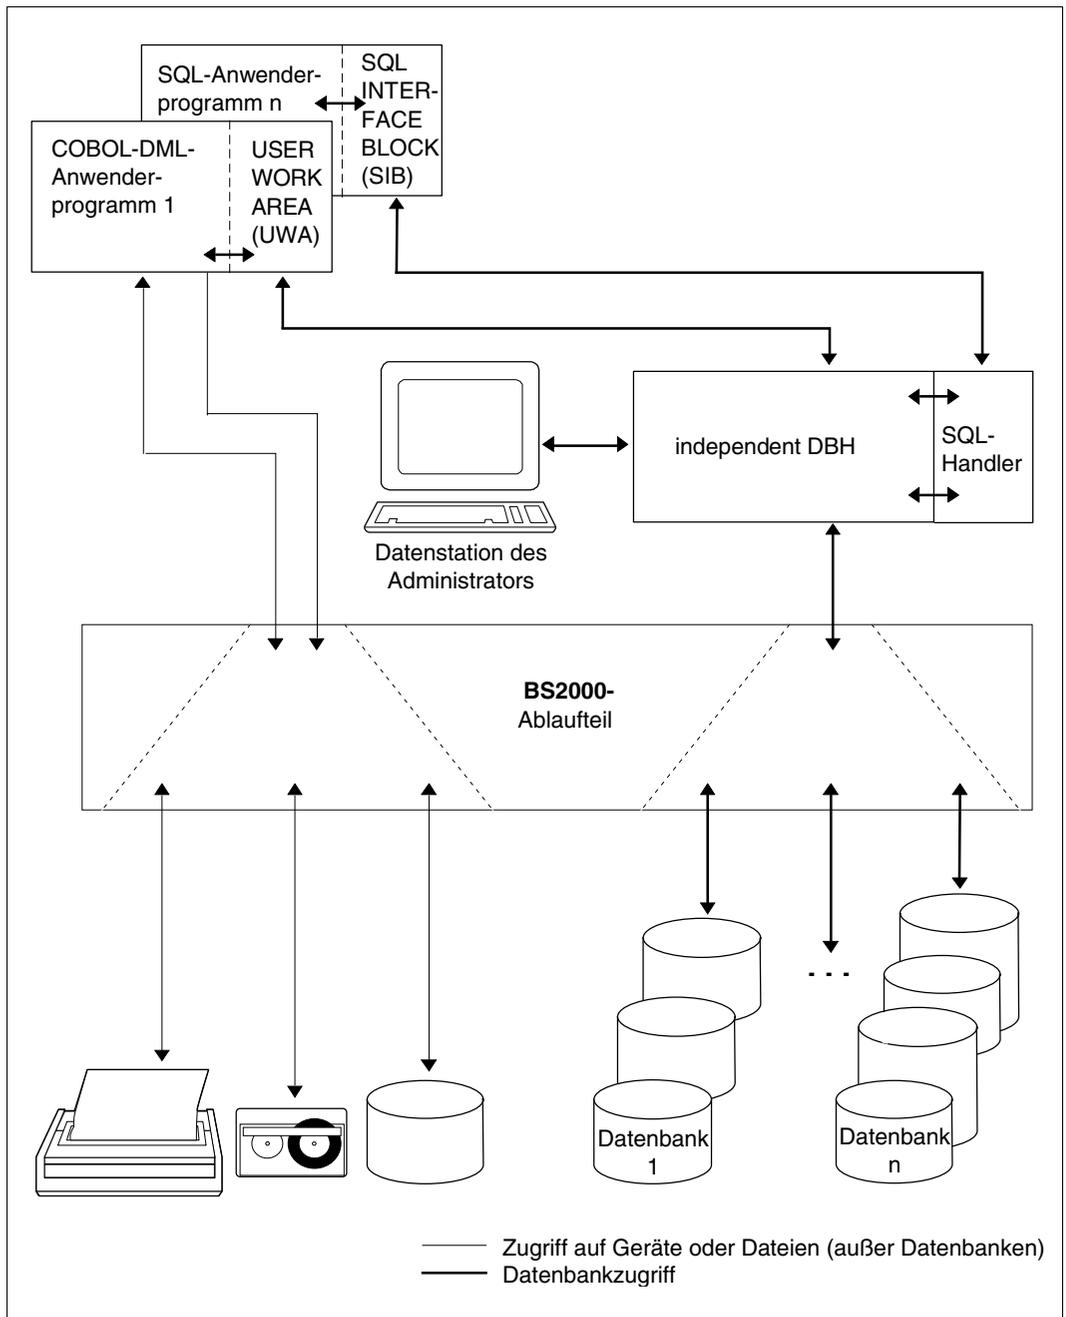 SQL-Anwender-
programm n
SQL
INTER-
FACE
BLOCK
(SIB)
COBOL-DML-
Anwender-
programm 1
USER
WORK
AREA
(UWA)
independent DBH
SQL-
Handler
Datenstation des
Administrators
BS2000-
Ablaufteil
. . .
Datenbank
1
Datenbank
n
Zugriff auf Geräte oder Dateien (außer Datenbanken)
Datenbankzugriff